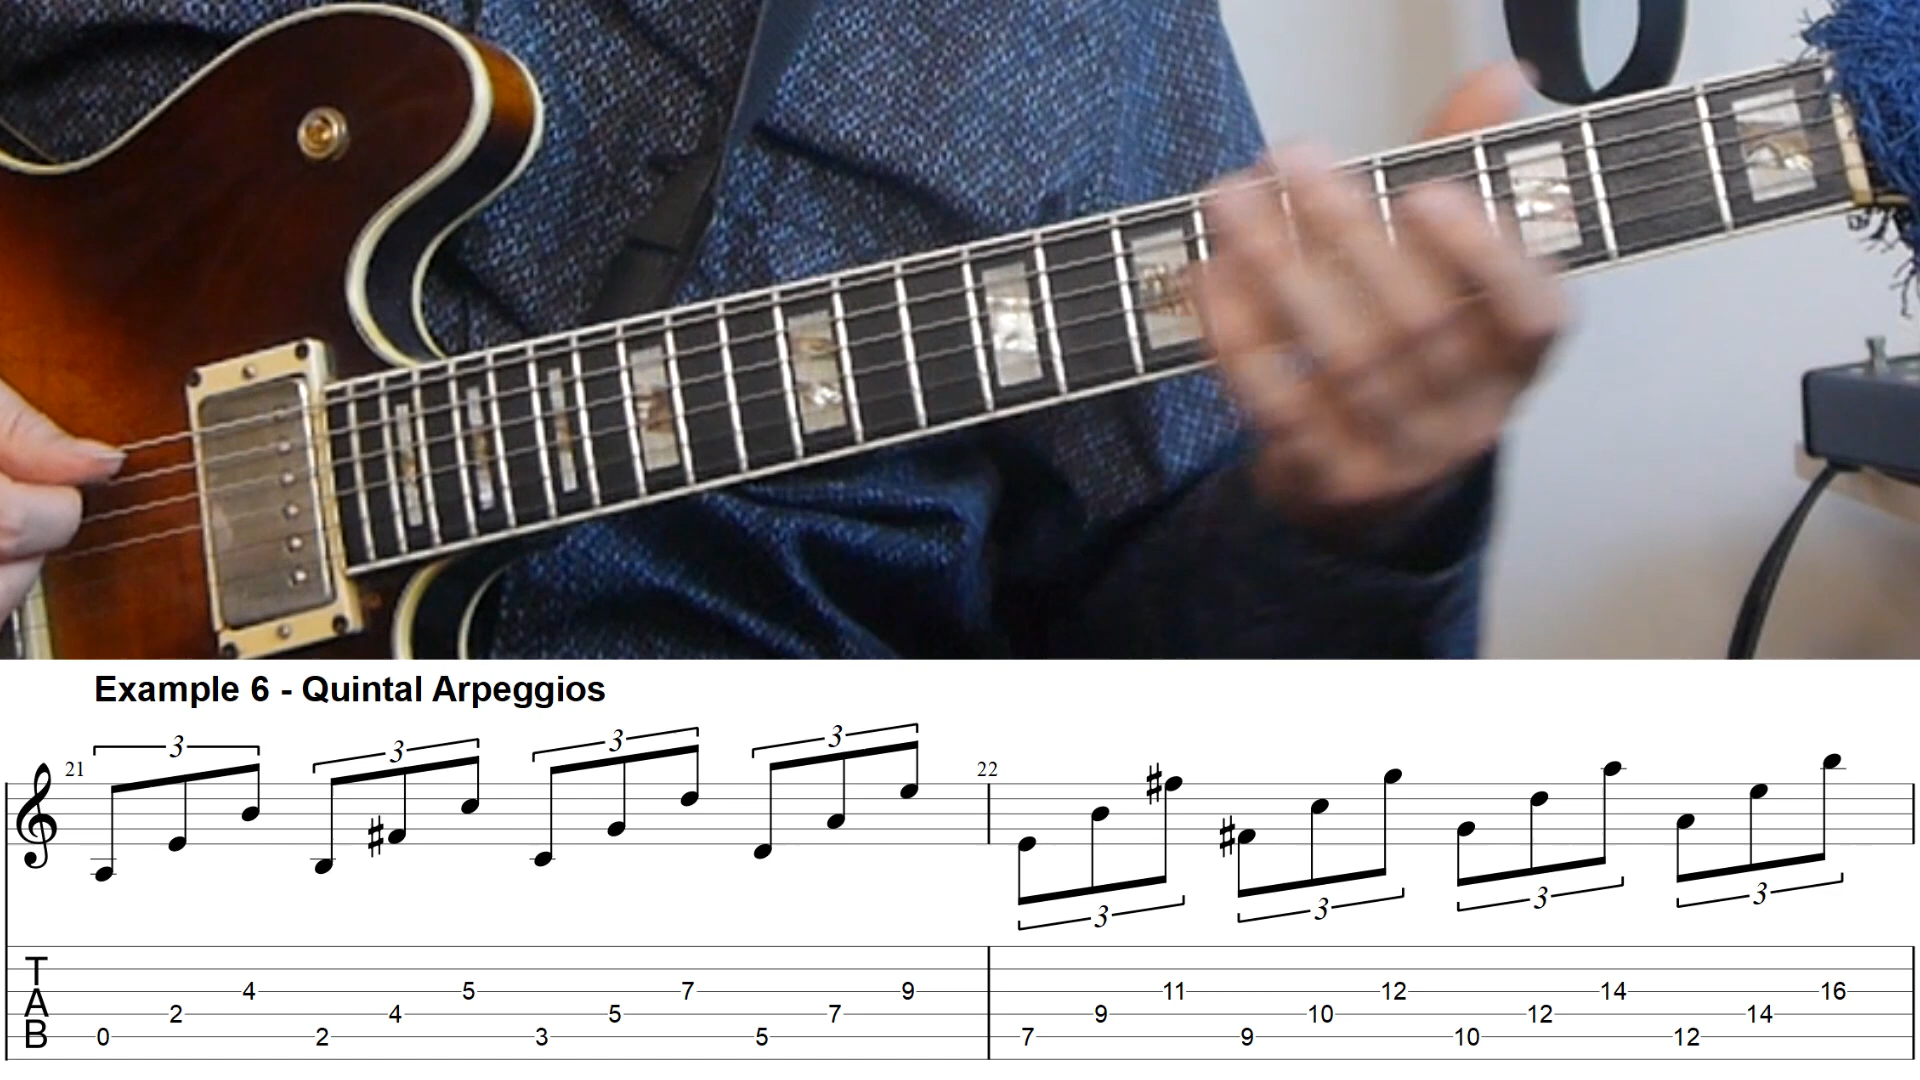 Example 6 - Quintal Arpeggios
3 3 3 3
21 22
3 3 3 3
T
A
B
4 5 7 9 11 12 14 16
2 4 5 7 9 10 12 14
0 2 3 5 7 9 10 12